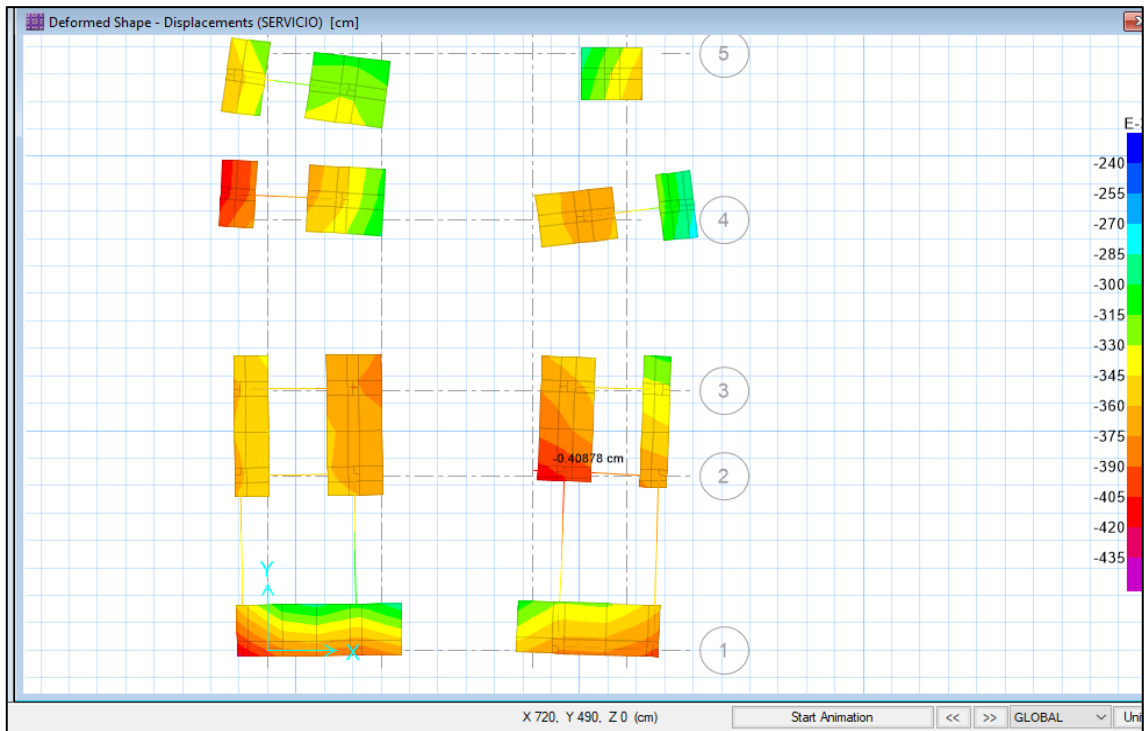 Deformed Shape - Displacements (SERVICIO) [cm]
5
E-
-240
-255
-270
4
-285
-300
-315
-330
-345
3
-360
-375
-390
-0.40878 cm
2
-405
-420
-435
Y
X
1
X 720, Y 490, Z 0 (cm)
Start Animation
<<
>>
GLOBAL
Uni